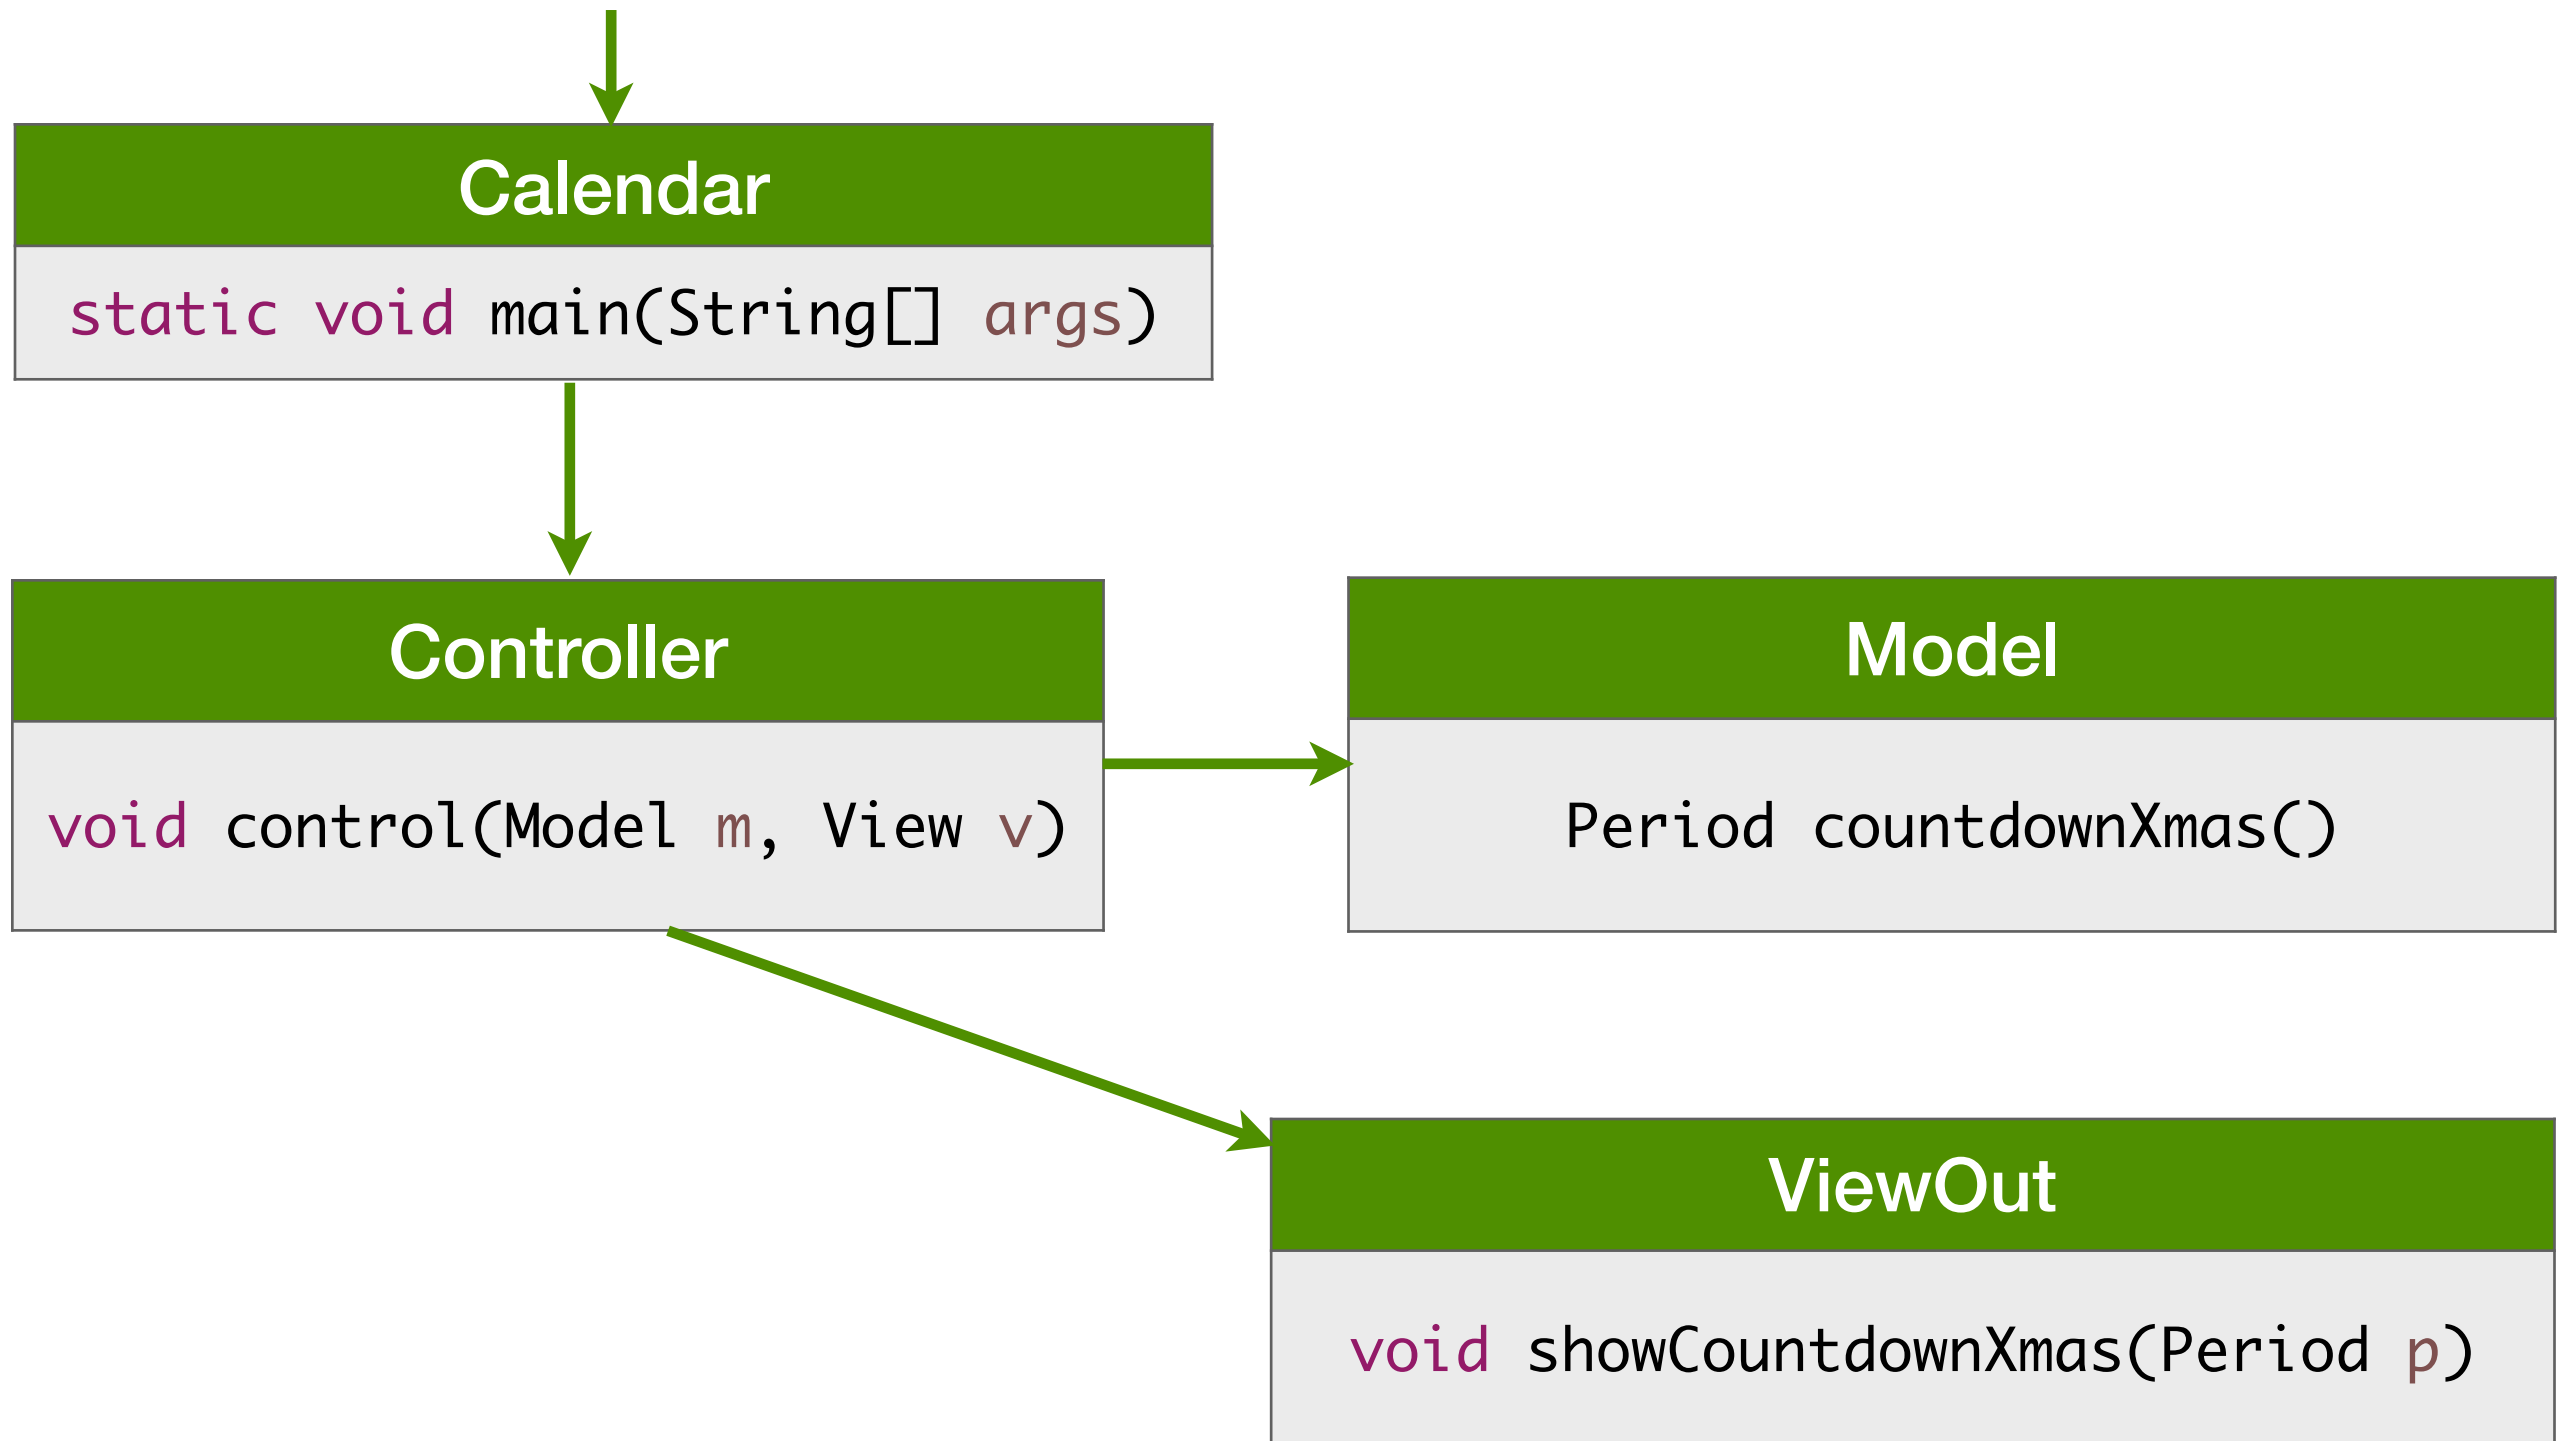 Calendar
static void main(String[] args)
Controller
void control(Model m, View v)
Model
Period countdownXmas()
ViewOut
void showCountdownXmas(Period p)